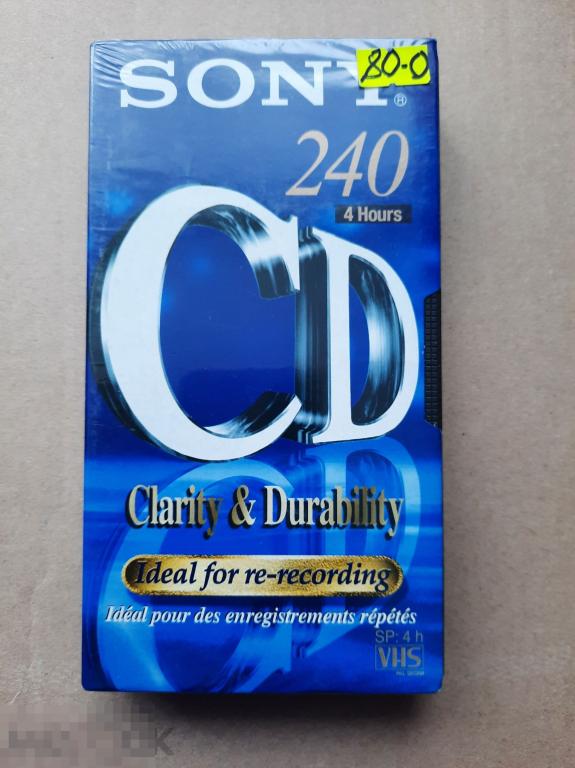 SONY®
80-0
240
4 Hours
CD
Clarity & Durability
Ideal for re-recording
Idéal pour des enregistrements répétés
SP: 4 h
VHS